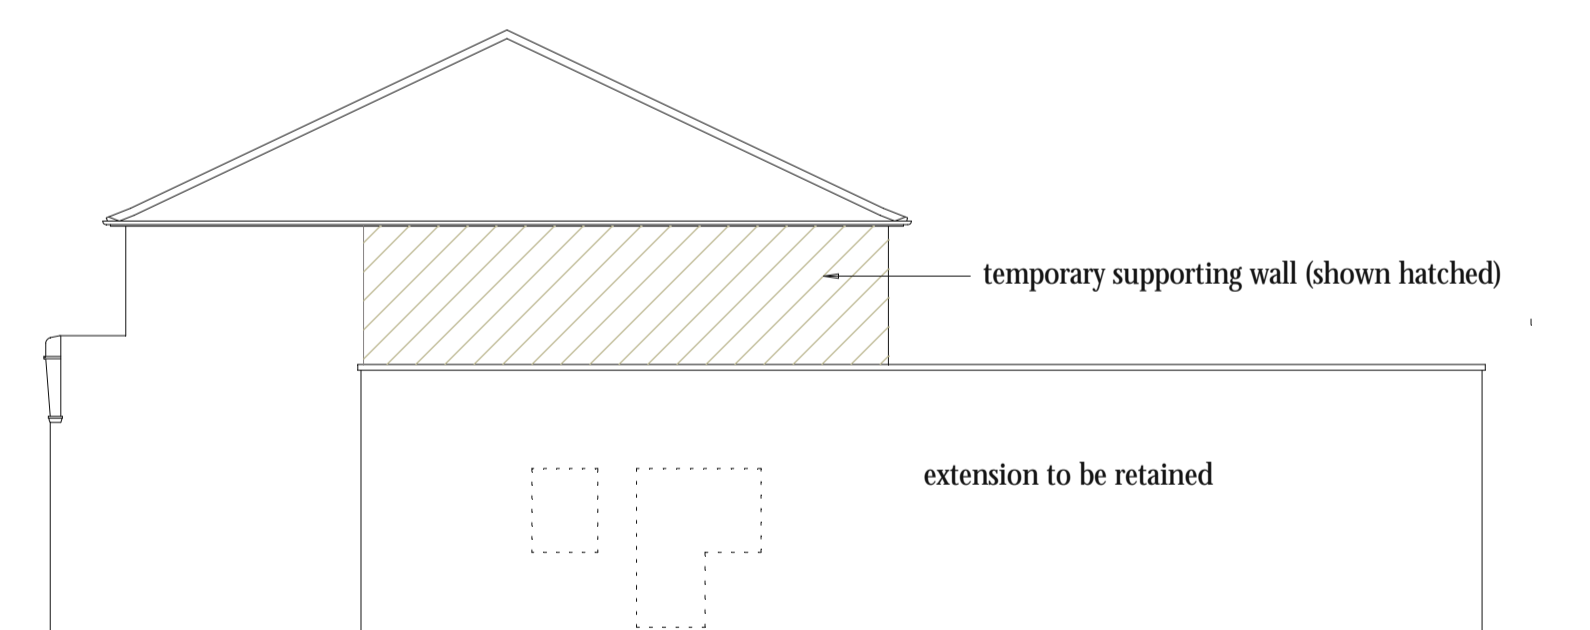 temporary supporting wall (shown hatched)
extension to be retained